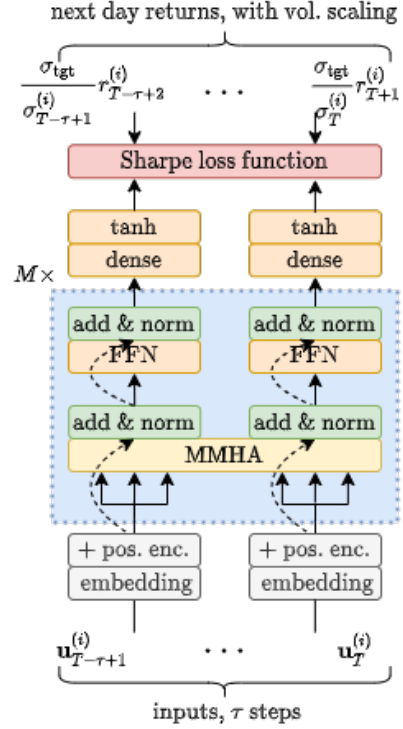 next day returns, with vol. scaling
σ_tgt / σ^{(i)}_{T−τ+1} r^{(i)}_{T−τ+2} · · · σ_tgt / σ^{(i)}_T r^{(i)}_{T+1}
Sharpe loss function
tanh tanh
dense dense
M×
add & norm add & norm
FFN FFN
add & norm add & norm
MMHA
+ pos. enc. + pos. enc.
embedding embedding
u^{(i)}_{T−τ+1} · · · u^{(i)}_T
inputs, τ steps